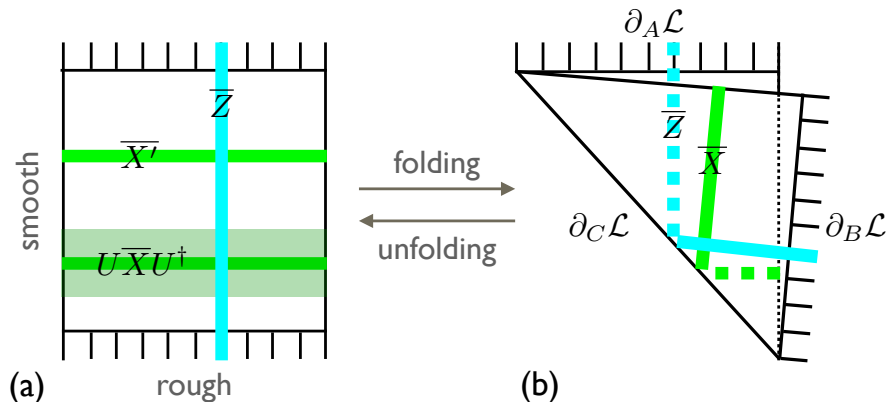 ∂_Aℒ
Z̄
Z̄
X̄′
X̄
smooth
folding
unfolding
∂_Cℒ
∂_Bℒ
UX̄U†
(a)
rough
(b)